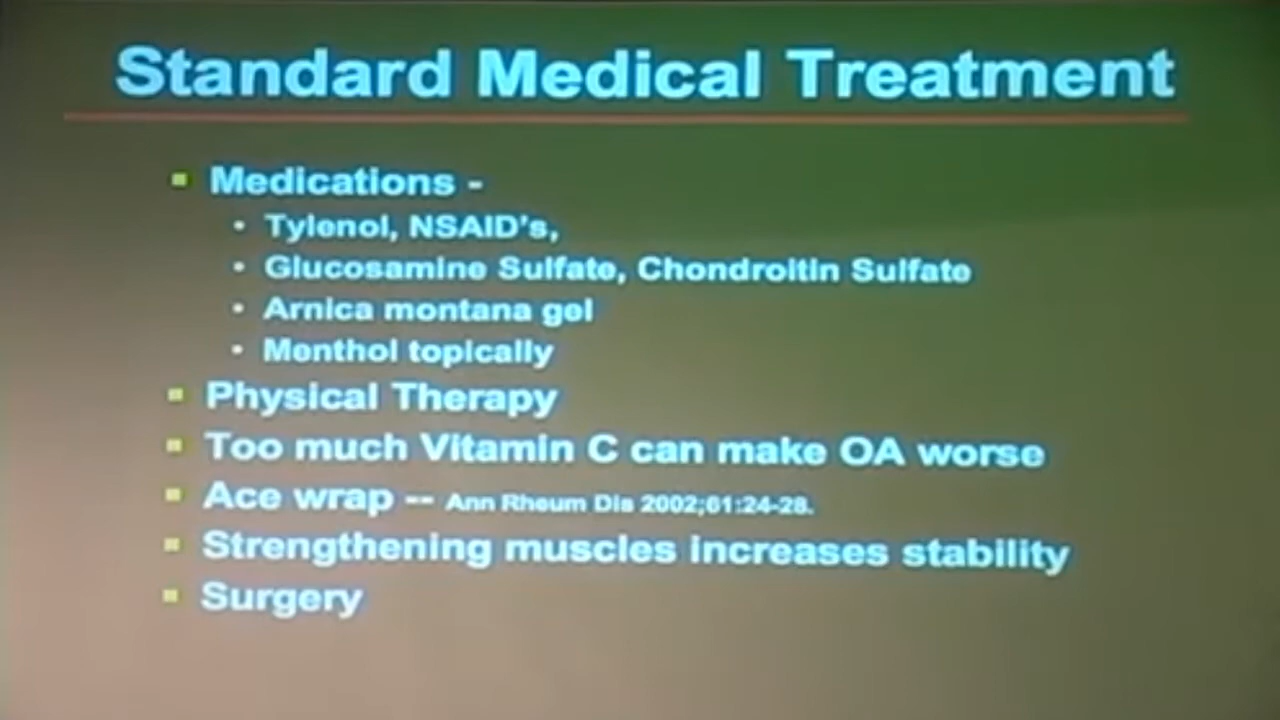 Standard Medical Treatment
Medications -
Tylenol, NSAID's,
Glucosamine Sulfate, Chondroitin Sulfate
Arnica montana gel
Menthol topically
Physical Therapy
Too much Vitamin C can make OA worse
Ace wrap -- Ann Rheum Dis 2002;61:24-28.
Strengthening muscles increases stability
Surgery